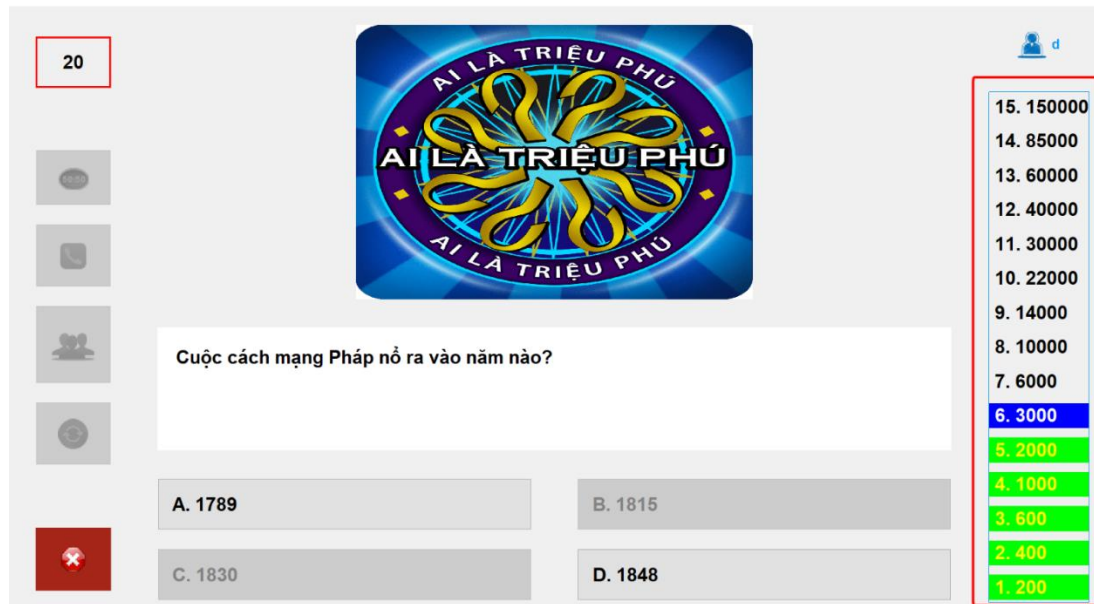 20
d
AI LÀ TRIỆU PHÚ
AI LÀ TRIỆU PHÚ
AI LÀ TRIỆU PHÚ
50:50
Cuộc cách mạng Pháp nổ ra vào năm nào?
A. 1789
B. 1815
C. 1830
D. 1848
15. 150000
14. 85000
13. 60000
12. 40000
11. 30000
10. 22000
9. 14000
8. 10000
7. 6000
6. 3000
5. 2000
4. 1000
3. 600
2. 400
1. 200